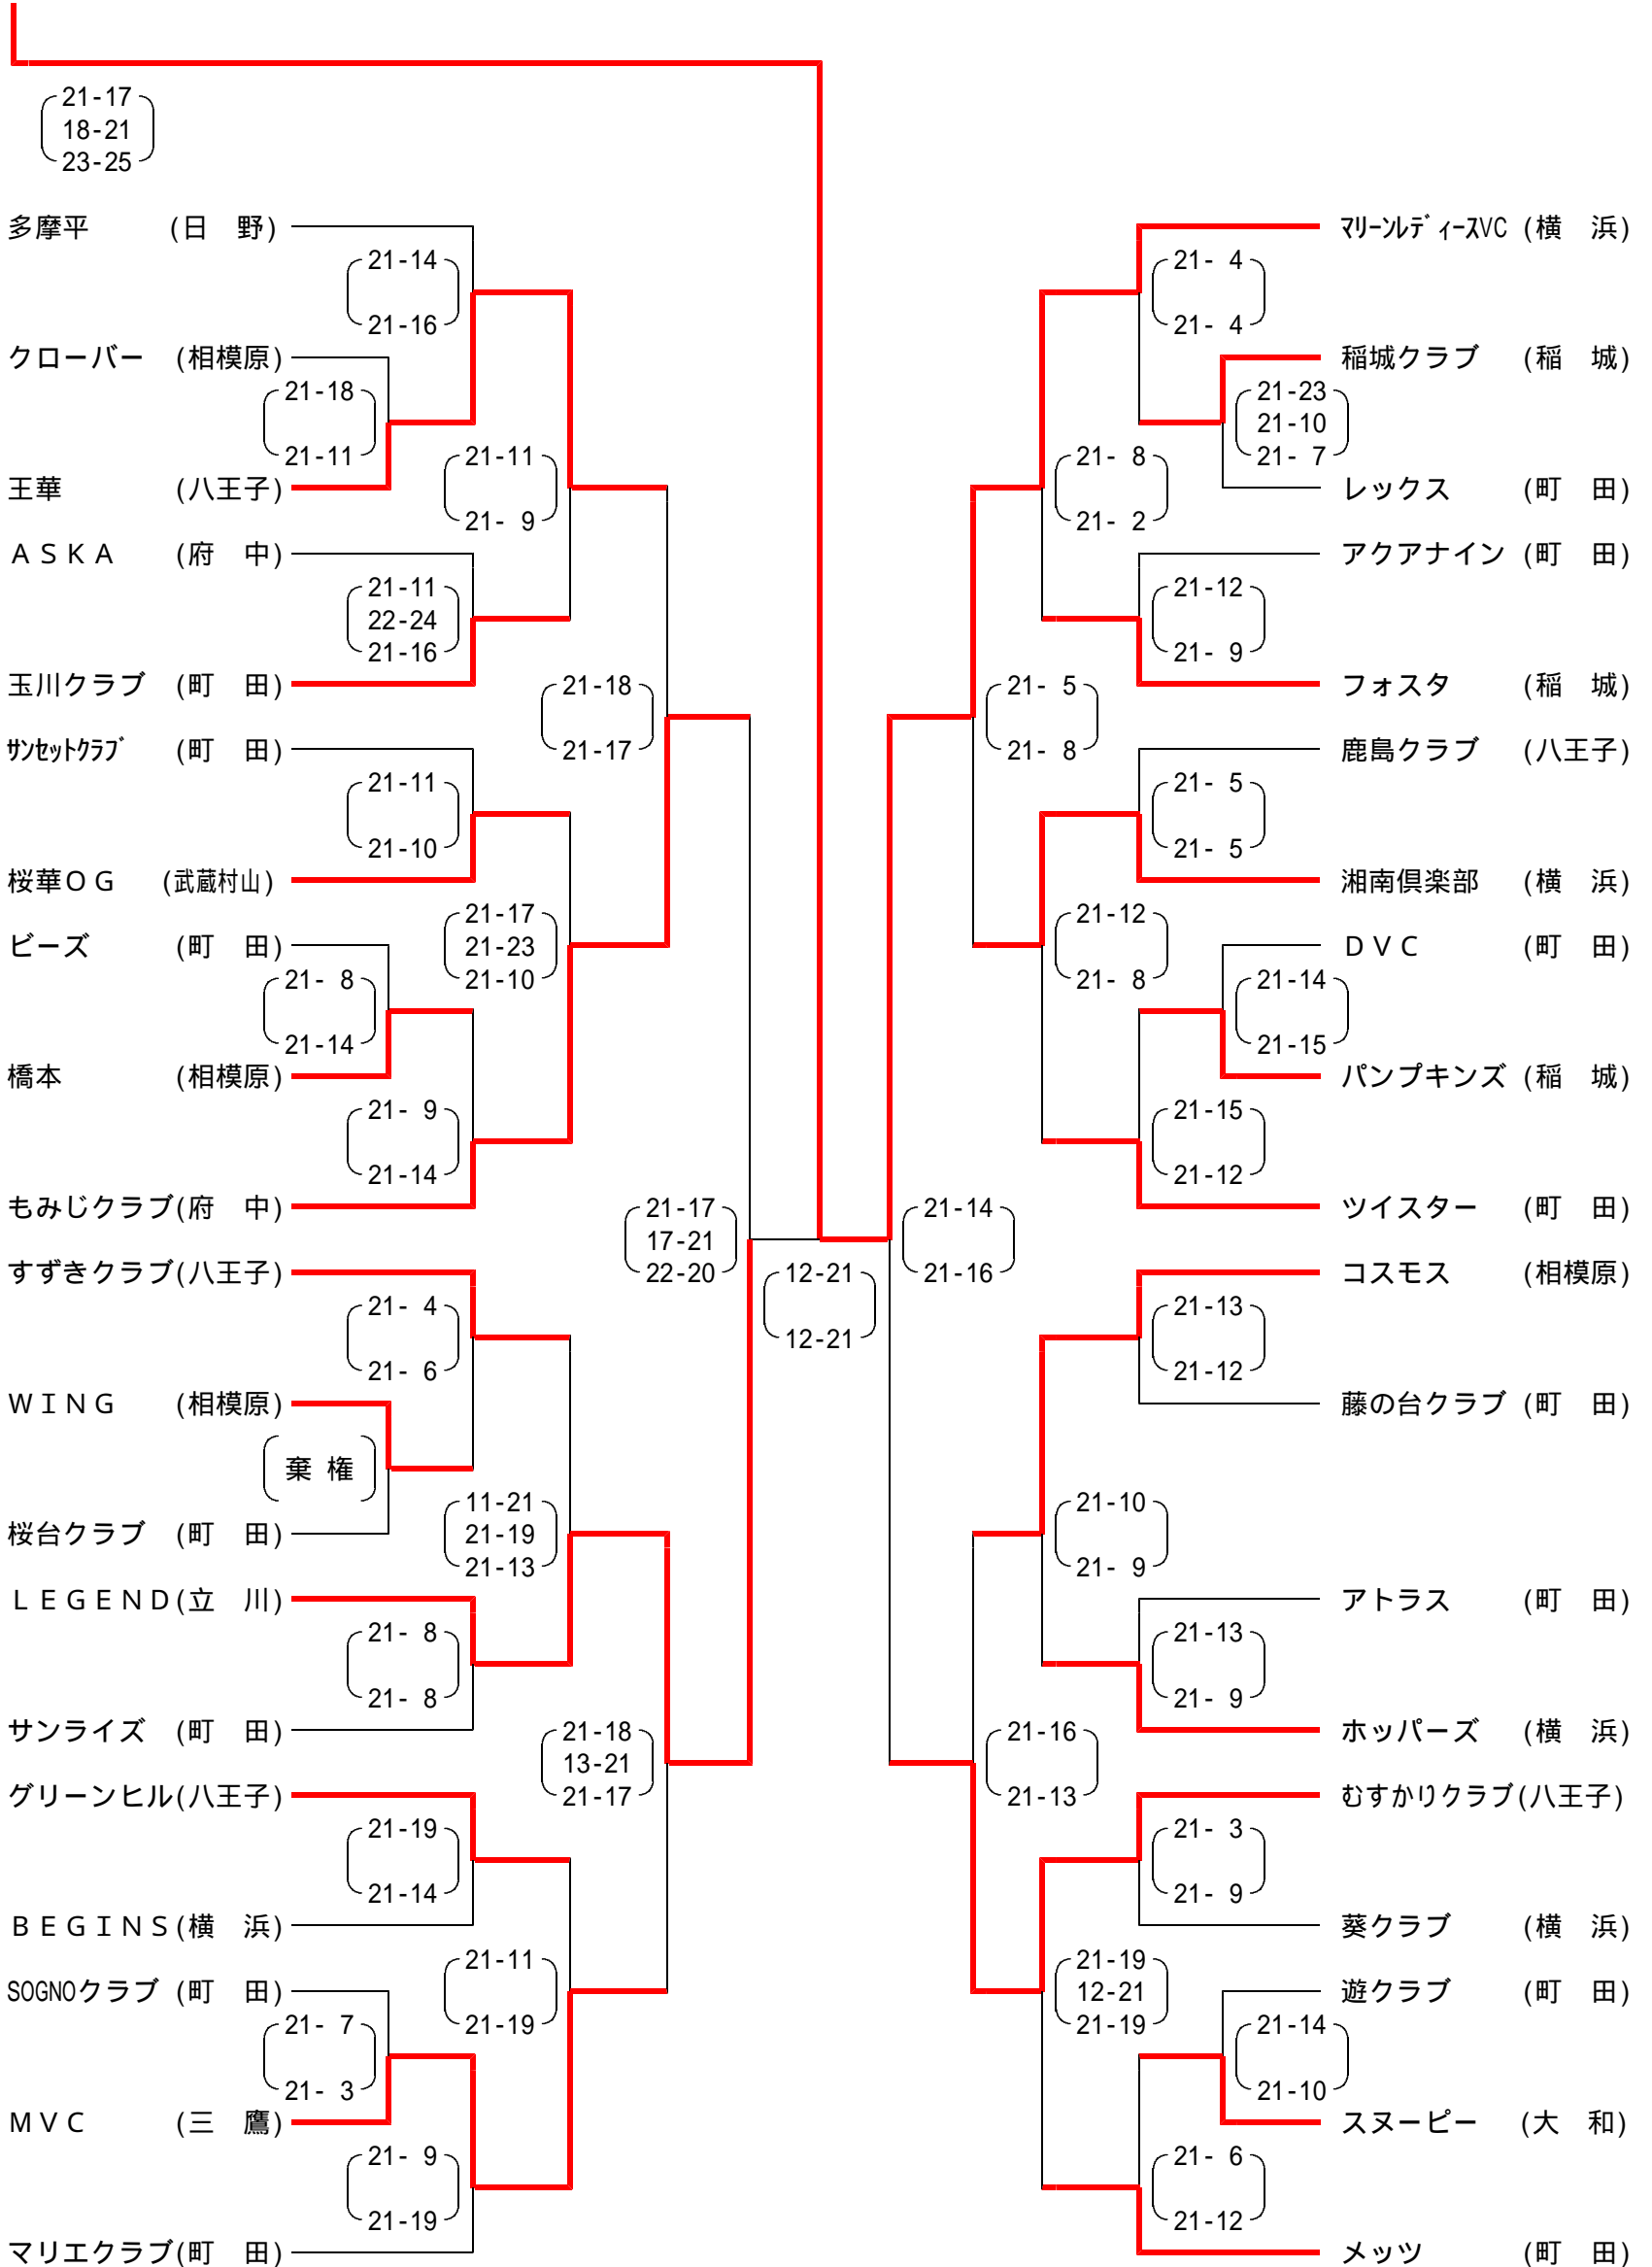 21-17
18-21
23-25
多摩平 (日 野)
マリーンレディースVC (横 浜)
21-14
21-16
21- 4
21- 4
クローバー (相模原)
稲城クラブ (稲 城)
21-18
21-11
21-23
21-10
21- 7
21-11
21- 9
21- 8
21- 2
王華 (八王子)
レックス (町 田)
ASKA (府 中)
アクアナイン (町 田)
21-11
22-24
21-16
21-12
21- 9
玉川クラブ (町 田)
フォスタ (稲 城)
21-18
21-17
21- 5
21- 8
サンセットクラブ (町 田)
鹿島クラブ (八王子)
21-11
21-10
21- 5
21- 5
桜華OG (武蔵村山)
湘南倶楽部 (横 浜)
21-17
21-23
21-10
21-12
21- 8
ビーズ (町 田)
DVC (町 田)
21- 8
21-14
21-14
21-15
橋本 (相模原)
パンプキンズ (稲 城)
21- 9
21-14
21-15
21-12
もみじクラブ(府 中)
ツイスター (町 田)
21-17
17-21
22-20
21-14
21-16
12-21
12-21
すずきクラブ(八王子)
コスモス (相模原)
21- 4
21- 6
21-13
21-12
WING (相模原)
藤の台クラブ (町 田)
棄 権
桜台クラブ (町 田)
11-21
21-19
21-13
21-10
21- 9
LEGEND(立 川)
アトラス (町 田)
21- 8
21- 8
21-13
21- 9
サンライズ (町 田)
ホッパーズ (横 浜)
21-18
13-21
21-17
21-16
21-13
グリーンヒル(八王子)
むすかりクラブ(八王子)
21-19
21-14
21- 3
21- 9
BEGINS(横 浜)
葵クラブ (横 浜)
21-11
21-19
21-19
12-21
21-19
SOGNOクラブ (町 田)
遊クラブ (町 田)
21- 7
21- 3
21-14
21-10
MVC (三 鷹)
スヌーピー (大 和)
21- 9
21-19
21- 6
21-12
マリエクラブ(町 田)
メッツ (町 田)